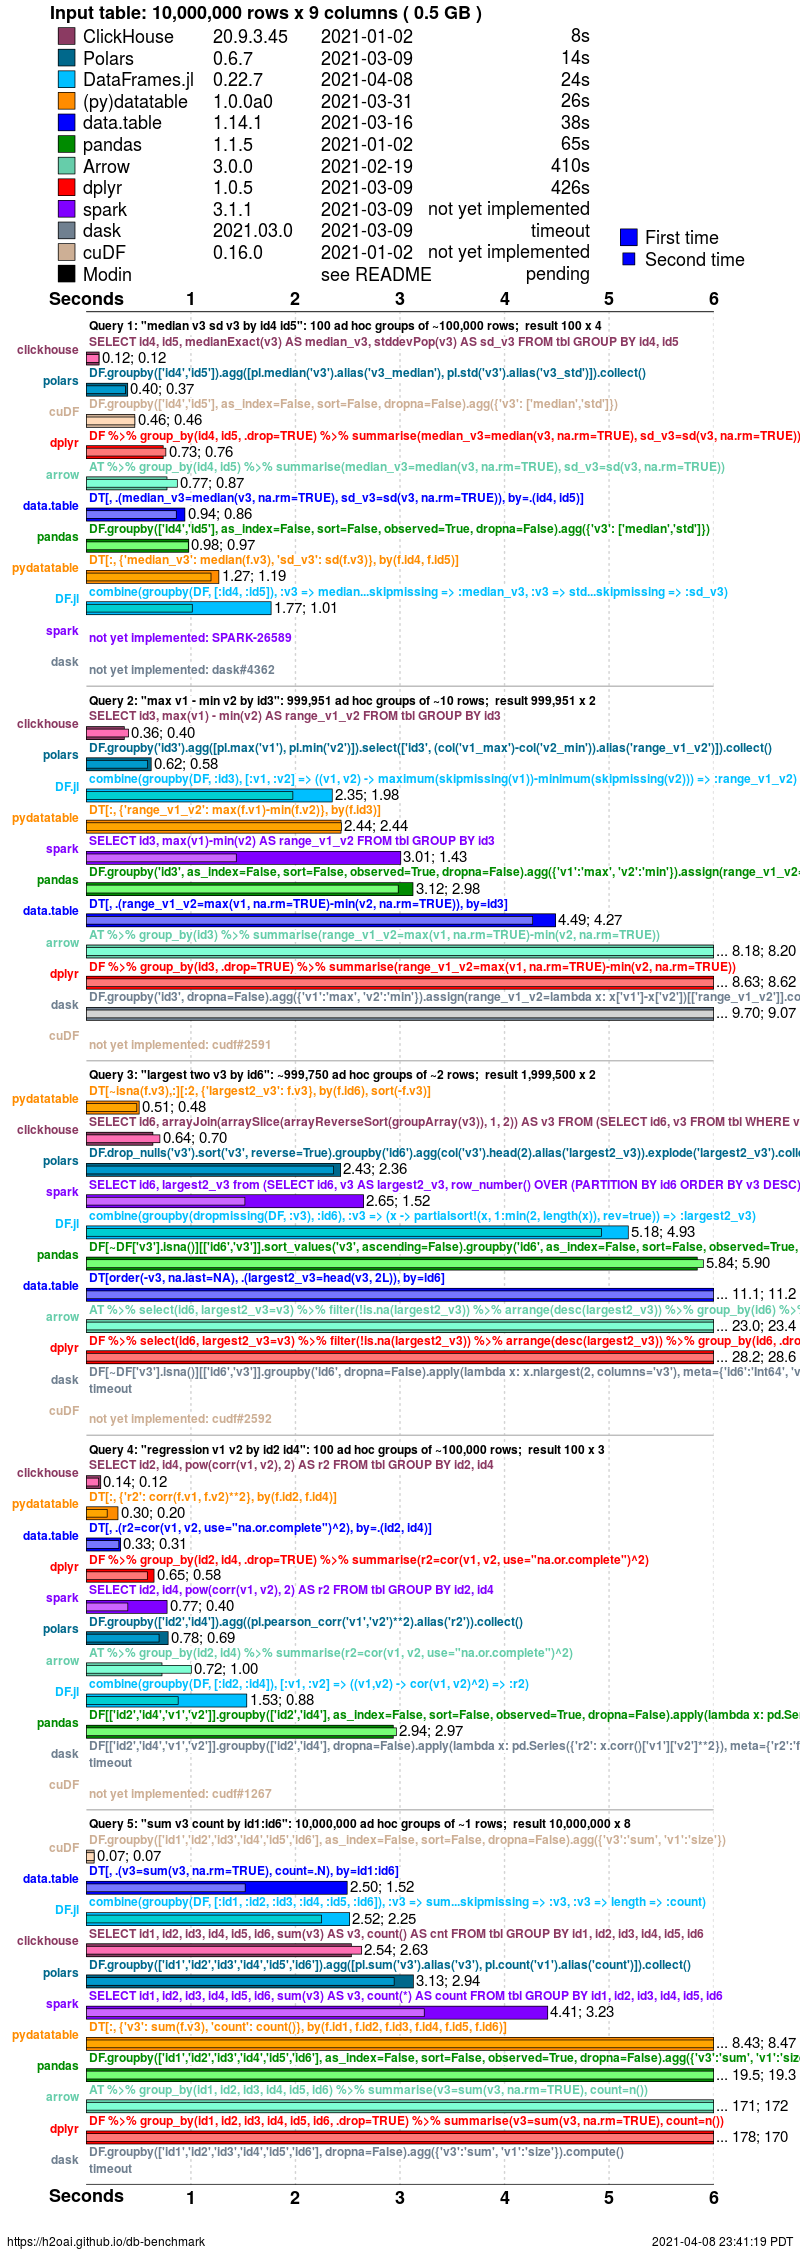 Input table: 10,000,000 rows x 9 columns ( 0.5 GB )
ClickHouse 20.9.3.45 2021-01-02 8s
Polars 0.6.7 2021-03-09 14s
DataFrames.jl 0.22.7 2021-04-08 24s
(py)datatable 1.0.0a0 2021-03-31 26s
data.table 1.14.1 2021-03-16 38s
pandas 1.1.5 2021-01-02 65s
Arrow 3.0.0 2021-02-19 410s
dplyr 1.0.5 2021-03-09 426s
spark 3.1.1 2021-03-09 not yet implemented
dask 2021.03.0 2021-03-09 timeout
First time
cuDF 0.16.0 2021-01-02 not yet implemented
Second time
Modin see README pending
Seconds 1 2 3 4 5 6
Query 1: "median v3 sd v3 by id4 id5": 100 ad hoc groups of ~100,000 rows; result 100 x 4
SELECT id4, id5, medianExact(v3) AS median_v3, stddevPop(v3) AS sd_v3 FROM tbl GROUP BY id4, id5
clickhouse 0.12; 0.12
DF.groupby(['id4','id5']).agg([pl.median('v3').alias('v3_median'), pl.std('v3').alias('v3_std')]).collect()
polars 0.40; 0.37
DF.groupby(['id4','id5'], as_index=False, sort=False, dropna=False).agg({'v3': ['median','std']})
cuDF 0.46; 0.46
DF %>% group_by(id4, id5, .drop=TRUE) %>% summarise(median_v3=median(v3, na.rm=TRUE), sd_v3=sd(v3, na.rm=TRUE))
dplyr 0.73; 0.76
AT %>% group_by(id4, id5) %>% summarise(median_v3=median(v3, na.rm=TRUE), sd_v3=sd(v3, na.rm=TRUE))
arrow 0.77; 0.87
DT[, .(median_v3=median(v3, na.rm=TRUE), sd_v3=sd(v3, na.rm=TRUE)), by=.(id4, id5)]
data.table 0.94; 0.86
DF.groupby(['id4','id5'], as_index=False, sort=False, observed=True, dropna=False).agg({'v3': ['median','std']})
pandas 0.98; 0.97
DT[:, {'median_v3': median(f.v3), 'sd_v3': sd(f.v3)}, by(f.id4, f.id5)]
pydatatable 1.27; 1.19
combine(groupby(DF, [:id4, :id5]), :v3 => median...skipmissing => :median_v3, :v3 => std...skipmissing => :sd_v3)
DF.jl 1.77; 1.01
spark not yet implemented: SPARK-26589
dask not yet implemented: dask#4362
Query 2: "max v1 - min v2 by id3": 999,951 ad hoc groups of ~10 rows; result 999,951 x 2
SELECT id3, max(v1) - min(v2) AS range_v1_v2 FROM tbl GROUP BY id3
clickhouse 0.36; 0.40
DF.groupby('id3').agg([pl.max('v1'), pl.min('v2')]).select(['id3', (col('v1_max')-col('v2_min')).alias('range_v1_v2')]).collect()
polars 0.62; 0.58
combine(groupby(DF, :id3), [:v1, :v2] => ((v1, v2) -> maximum(skipmissing(v1))-minimum(skipmissing(v2))) => :range_v1_v2)
DF.jl 2.35; 1.98
DT[:, {'range_v1_v2': max(f.v1)-min(f.v2)}, by(f.id3)]
pydatatable 2.44; 2.44
SELECT id3, max(v1)-min(v2) AS range_v1_v2 FROM tbl GROUP BY id3
spark 3.01; 1.43
DF.groupby('id3', as_index=False, sort=False, observed=True, dropna=False).agg({'v1':'max', 'v2':'min'}).assign(range_v1_v2=
pandas 3.12; 2.98
DT[, .(range_v1_v2=max(v1, na.rm=TRUE)-min(v2, na.rm=TRUE)), by=id3]
data.table 4.49; 4.27
AT %>% group_by(id3) %>% summarise(range_v1_v2=max(v1, na.rm=TRUE)-min(v2, na.rm=TRUE))
arrow ... 8.18; 8.20
DF %>% group_by(id3, .drop=TRUE) %>% summarise(range_v1_v2=max(v1, na.rm=TRUE)-min(v2, na.rm=TRUE))
dplyr ... 8.63; 8.62
DF.groupby('id3', dropna=False).agg({'v1':'max', 'v2':'min'}).assign(range_v1_v2=lambda x: x['v1']-x['v2'])[['range_v1_v2']].co
dask ... 9.70; 9.07
cuDF not yet implemented: cudf#2591
Query 3: "largest two v3 by id6": ~999,750 ad hoc groups of ~2 rows; result 1,999,500 x 2
DT[~isna(f.v3),:][:2, {'largest2_v3': f.v3}, by(f.id6), sort(-f.v3)]
pydatatable 0.51; 0.48
SELECT id6, arrayJoin(arraySlice(arrayReverseSort(groupArray(v3)), 1, 2)) AS v3 FROM (SELECT id6, v3 FROM tbl WHERE v
clickhouse 0.64; 0.70
DF.drop_nulls('v3').sort('v3', reverse=True).groupby('id6').agg(col('v3').head(2).alias('largest2_v3')).explode('largest2_v3').coll
polars 2.43; 2.36
SELECT id6, largest2_v3 from (SELECT id6, v3 AS largest2_v3, row_number() OVER (PARTITION BY id6 ORDER BY v3 DESC)
spark 2.65; 1.52
combine(groupby(dropmissing(DF, :v3), :id6), :v3 => (x -> partialsort!(x, 1:min(2, length(x)), rev=true)) => :largest2_v3)
DF.jl 5.18; 4.93
DF[~DF['v3'].isna()][['id6','v3']].sort_values('v3', ascending=False).groupby('id6', as_index=False, sort=False, observed=True,
pandas 5.84; 5.90
DT[order(-v3, na.last=NA), .(largest2_v3=head(v3, 2L)), by=id6]
data.table ... 11.1; 11.2
AT %>% select(id6, largest2_v3=v3) %>% filter(!is.na(largest2_v3)) %>% arrange(desc(largest2_v3)) %>% group_by(id6) %>%
arrow ... 23.0; 23.4
DF %>% select(id6, largest2_v3=v3) %>% filter(!is.na(largest2_v3)) %>% arrange(desc(largest2_v3)) %>% group_by(id6, .dro
dplyr ... 28.2; 28.6
DF[~DF['v3'].isna()][['id6','v3']].groupby('id6', dropna=False).apply(lambda x: x.nlargest(2, columns='v3'), meta={'id6':'Int64', 'v
dask timeout
cuDF not yet implemented: cudf#2592
Query 4: "regression v1 v2 by id2 id4": 100 ad hoc groups of ~100,000 rows; result 100 x 3
SELECT id2, id4, pow(corr(v1, v2), 2) AS r2 FROM tbl GROUP BY id2, id4
clickhouse 0.14; 0.12
DT[:, {'r2': corr(f.v1, f.v2)**2}, by(f.id2, f.id4)]
pydatatable 0.30; 0.20
DT[, .(r2=cor(v1, v2, use="na.or.complete")^2), by=.(id2, id4)]
data.table 0.33; 0.31
DF %>% group_by(id2, id4, .drop=TRUE) %>% summarise(r2=cor(v1, v2, use="na.or.complete")^2)
dplyr 0.65; 0.58
SELECT id2, id4, pow(corr(v1, v2), 2) AS r2 FROM tbl GROUP BY id2, id4
spark 0.77; 0.40
DF.groupby(['id2','id4']).agg((pl.pearson_corr('v1','v2')**2).alias('r2')).collect()
polars 0.78; 0.69
AT %>% group_by(id2, id4) %>% summarise(r2=cor(v1, v2, use="na.or.complete")^2)
arrow 0.72; 1.00
combine(groupby(DF, [:id2, :id4]), [:v1, :v2] => ((v1,v2) -> cor(v1, v2)^2) => :r2)
DF.jl 1.53; 0.88
DF[['id2','id4','v1','v2']].groupby(['id2','id4'], as_index=False, sort=False, observed=True, dropna=False).apply(lambda x: pd.Se
pandas 2.94; 2.97
DF[['id2','id4','v1','v2']].groupby(['id2','id4'], dropna=False).apply(lambda x: pd.Series({'r2': x.corr()['v1']['v2']**2}), meta={'r2':'f
dask timeout
cuDF not yet implemented: cudf#1267
Query 5: "sum v3 count by id1:id6": 10,000,000 ad hoc groups of ~1 rows; result 10,000,000 x 8
DF.groupby(['id1','id2','id3','id4','id5','id6'], as_index=False, sort=False, dropna=False).agg({'v3':'sum', 'v1':'size'})
cuDF 0.07; 0.07
DT[, .(v3=sum(v3, na.rm=TRUE), count=.N), by=id1:id6]
data.table 2.50; 1.52
combine(groupby(DF, [:id1, :id2, :id3, :id4, :id5, :id6]), :v3 => sum...skipmissing => :v3, :v3 => length => :count)
DF.jl 2.52; 2.25
SELECT id1, id2, id3, id4, id5, id6, sum(v3) AS v3, count() AS cnt FROM tbl GROUP BY id1, id2, id3, id4, id5, id6
clickhouse 2.54; 2.63
DF.groupby(['id1','id2','id3','id4','id5','id6']).agg([pl.sum('v3').alias('v3'), pl.count('v1').alias('count')]).collect()
polars 3.13; 2.94
SELECT id1, id2, id3, id4, id5, id6, sum(v3) AS v3, count(*) AS count FROM tbl GROUP BY id1, id2, id3, id4, id5, id6
spark 4.41; 3.23
DT[:, {'v3': sum(f.v3), 'count': count()}, by(f.id1, f.id2, f.id3, f.id4, f.id5, f.id6)]
pydatatable ... 8.43; 8.47
DF.groupby(['id1','id2','id3','id4','id5','id6'], as_index=False, sort=False, observed=True, dropna=False).agg({'v3':'sum', 'v1':'size
pandas ... 19.5; 19.3
AT %>% group_by(id1, id2, id3, id4, id5, id6) %>% summarise(v3=sum(v3, na.rm=TRUE), count=n())
arrow ... 171; 172
DF %>% group_by(id1, id2, id3, id4, id5, id6, .drop=TRUE) %>% summarise(v3=sum(v3, na.rm=TRUE), count=n())
dplyr ... 178; 170
DF.groupby(['id1','id2','id3','id4','id5','id6'], dropna=False).agg({'v3':'sum', 'v1':'size'}).compute()
dask timeout
Seconds 1 2 3 4 5 6
https://h2oai.github.io/db-benchmark 2021-04-08 23:41:19 PDT